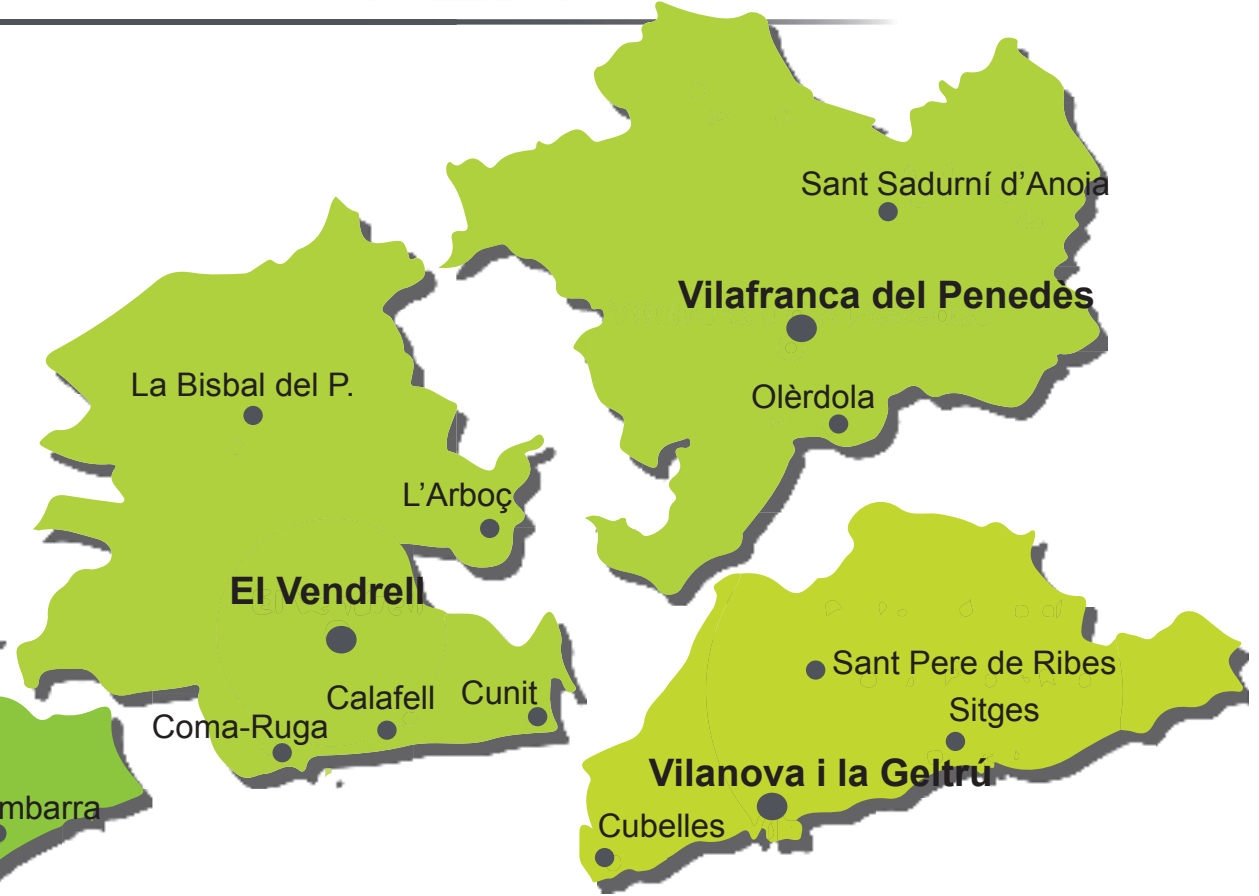 Sant Sadurní d'Anoia
Vilafranca del Penedès
La Bisbal del P.
Olèrdola
L'Arboç
El Vendrell
Sant Pere de Ribes
Calafell
Cunit
Sitges
Coma-Ruga
Vilanova i la Geltrú
mbarra
Cubelles